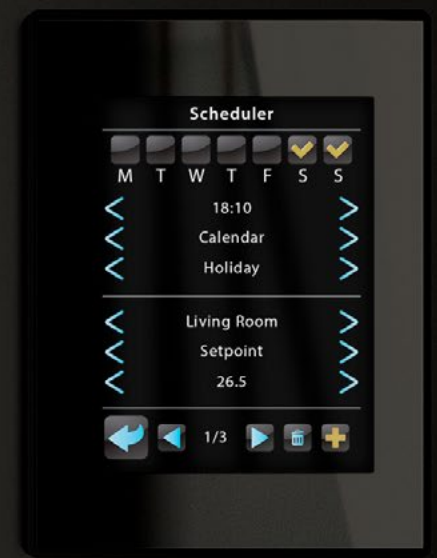 Scheduler
M T W T F S S
18:10
Calendar
Holiday
Living Room
Setpoint
26.5
1/3